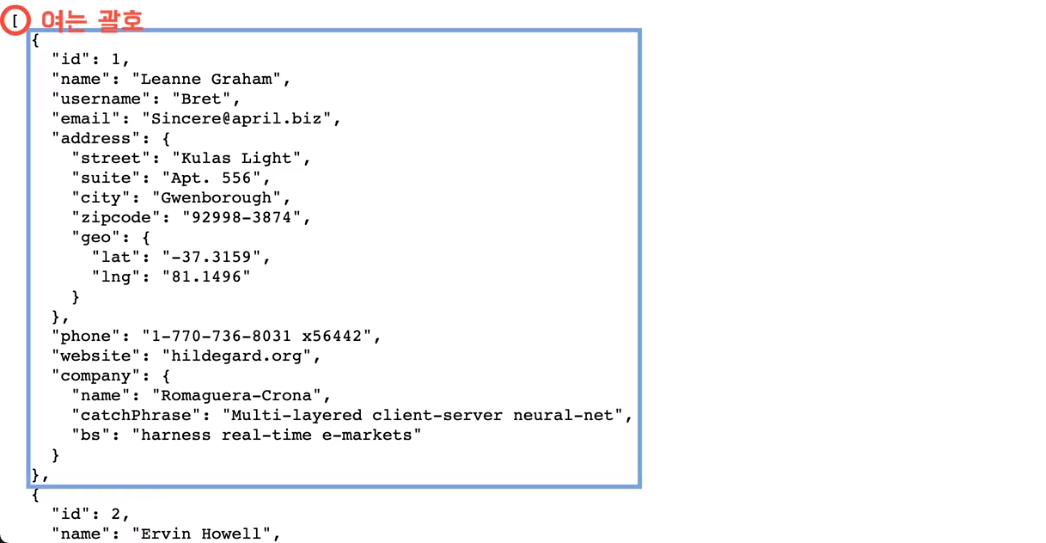 [ 여는 괄호
{
"id": 1,
"name": "Leanne Graham",
"username": "Bret",
"email": "Sincere@april.biz",
"address": {
"street": "Kulas Light",
"suite": "Apt. 556",
"city": "Gwenborough",
"zipcode": "92998-3874",
"geo": {
"lat": "-37.3159",
"lng": "81.1496"
}
},
"phone": "1-770-736-8031 x56442",
"website": "hildegard.org",
"company": {
"name": "Romaguera-Crona",
"catchPhrase": "Multi-layered client-server neural-net",
"bs": "harness real-time e-markets"
}
},
{
"id": 2,
"name": "Ervin Howell",